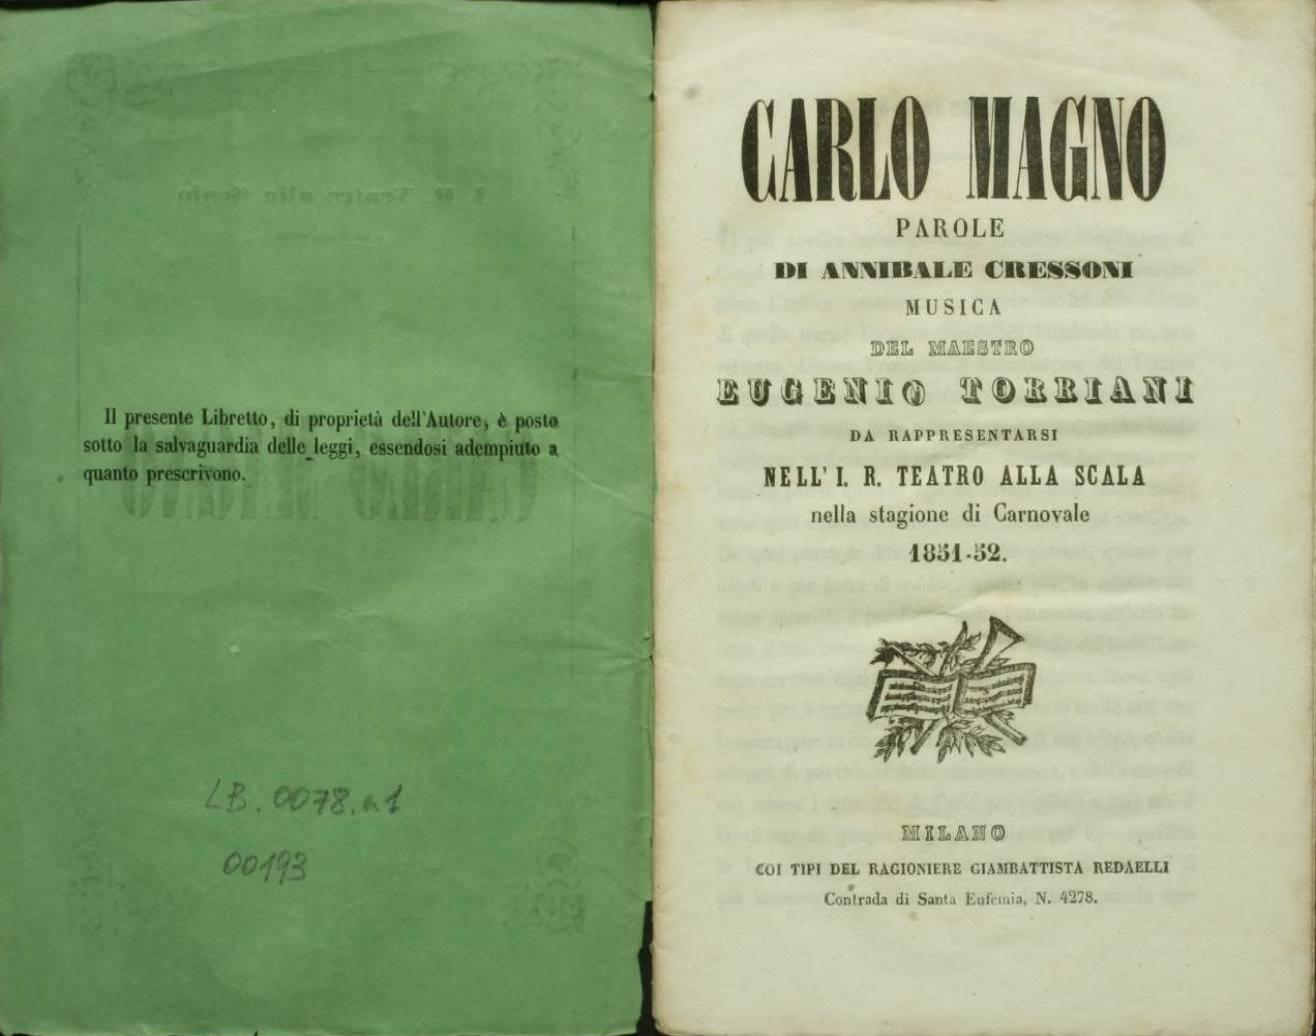 Il presente Libretto, di proprietà dell'Autore, è posto
sotto la salvaguardia delle leggi, essendosi adempiuto a
quanto prescrivono.
LB.0078.n1
00193
CARLO MAGNO
PAROLE
DI ANNIBALE CRESSONI
MUSICA
DEL MAESTRO
EUGENIO TORRIANI
DA RAPPRESENTARSI
NELL' I. R. TEATRO ALLA SCALA
nella stagione di Carnovale
1851-52.
MILANO
COI TIPI DEL RAGIONIERE GIAMBATTISTA REDAELLI
Contrada di Santa Eufemia, N. 4278.